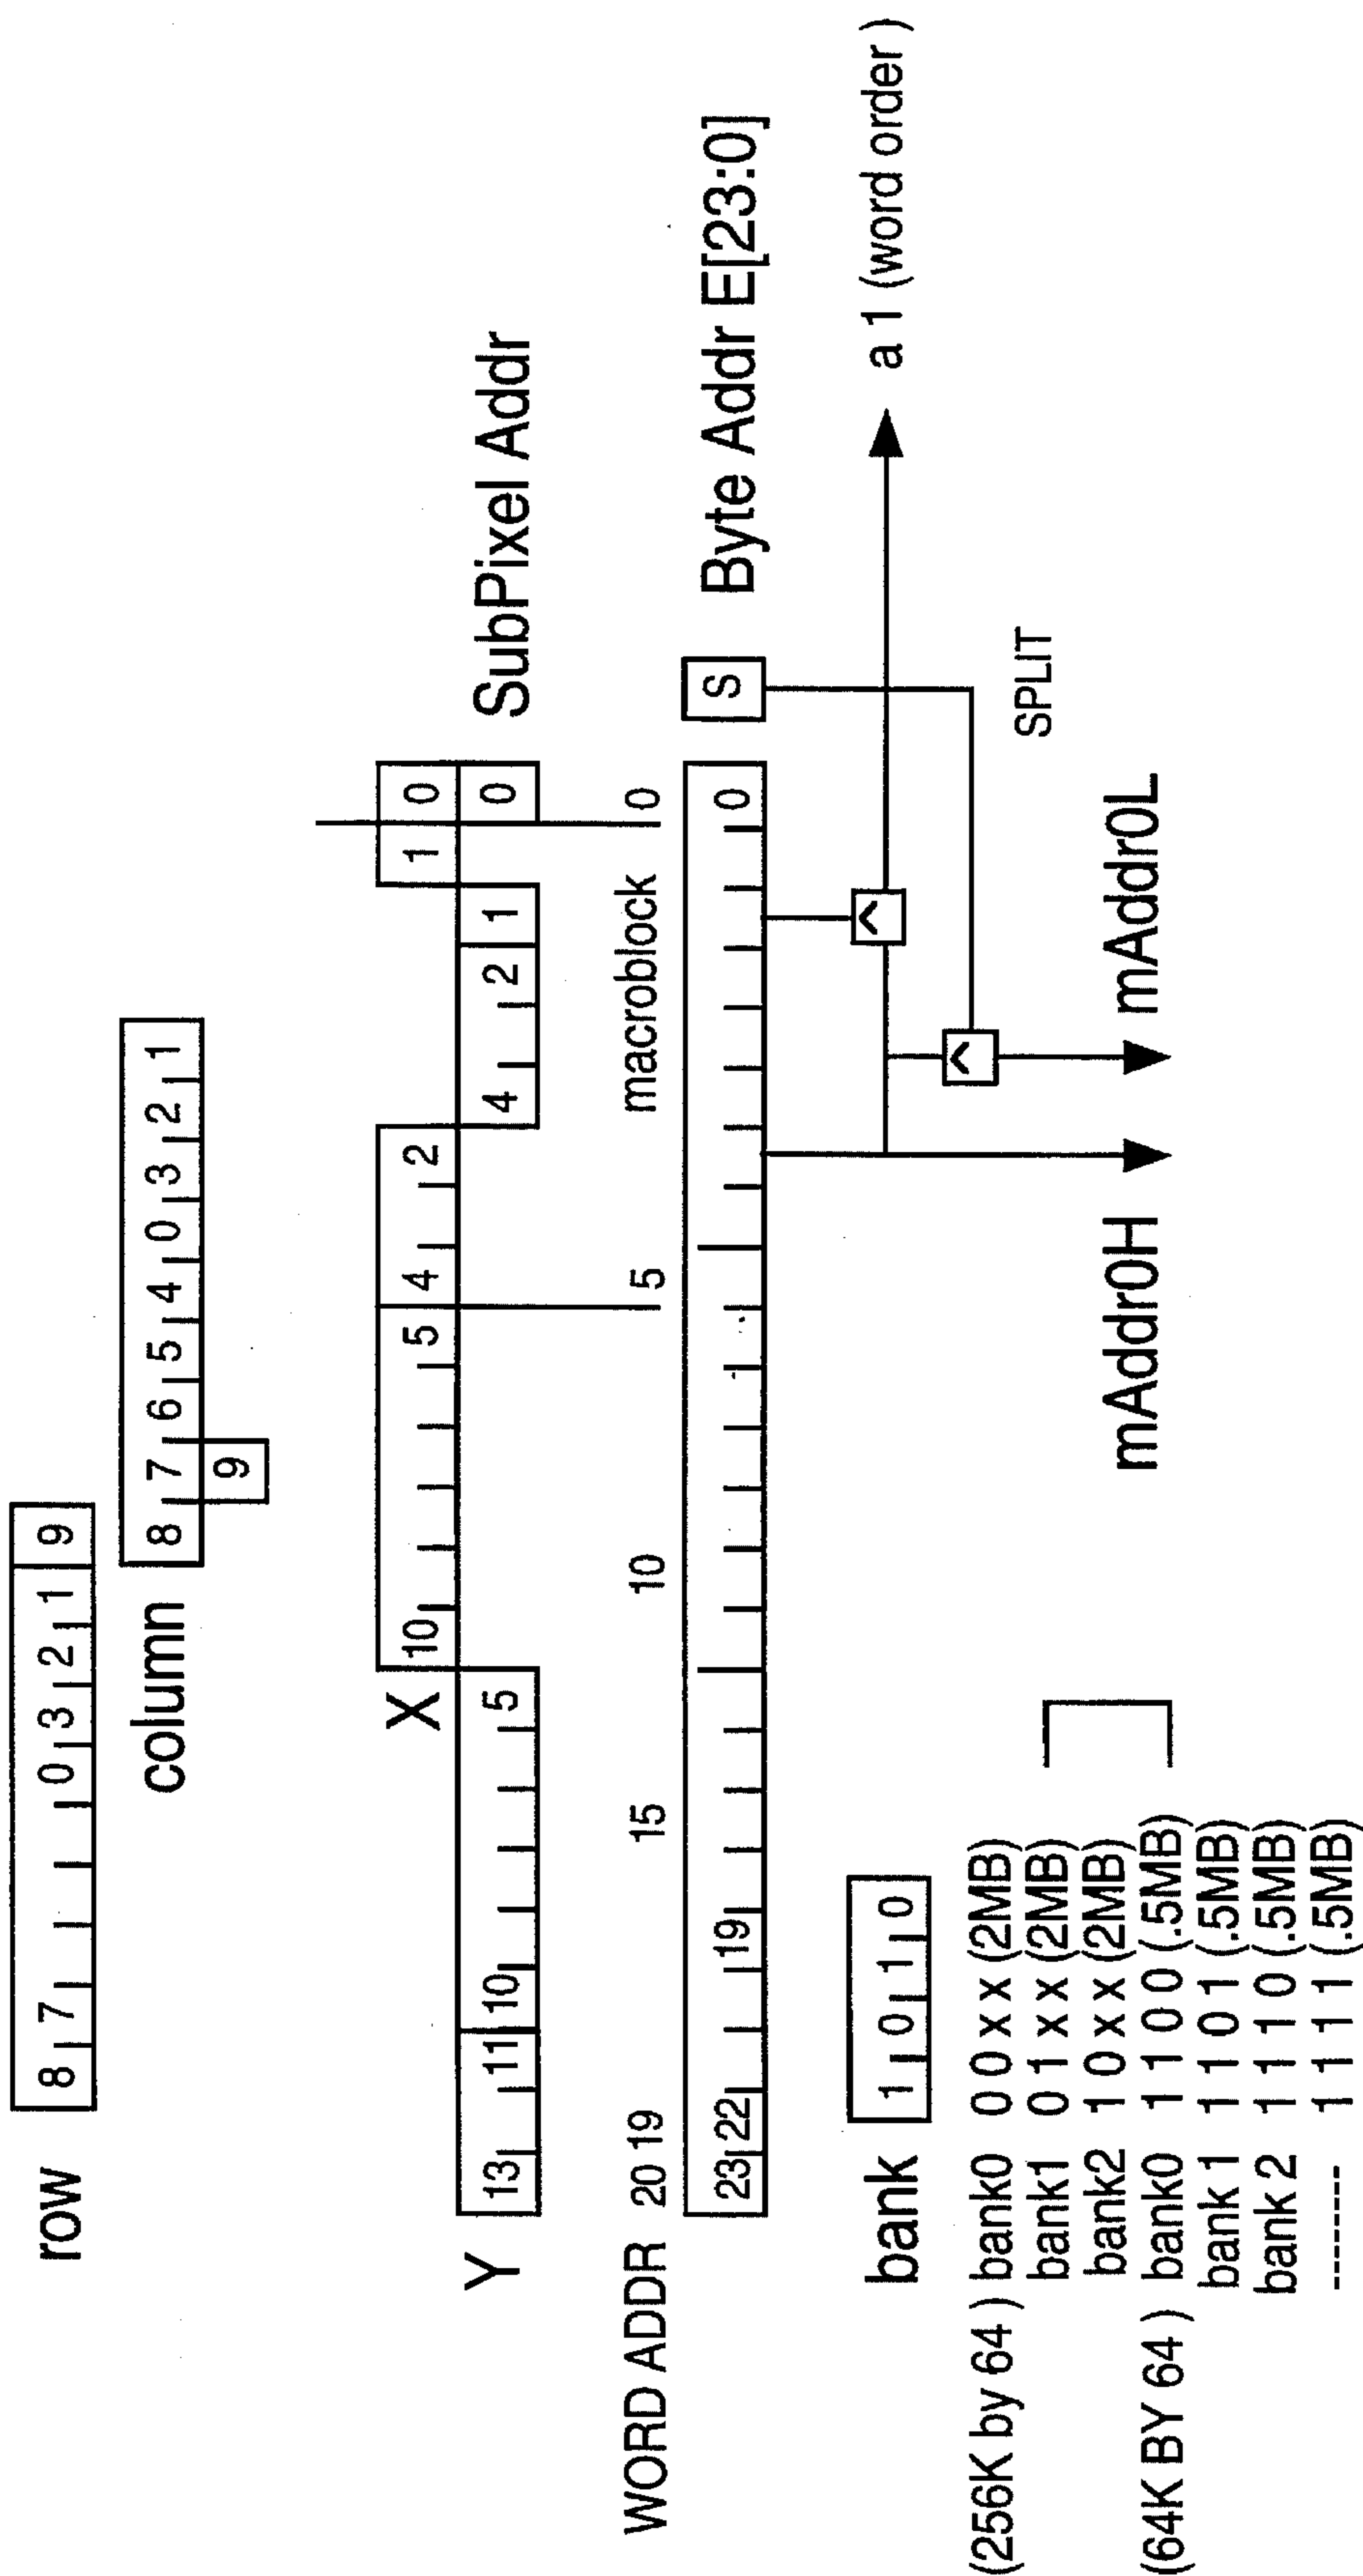 row 8 7 0 3 2 1 9
column 8 7 6 5 4 0 3 2 1
9
X 10 5 4 2 1 0
Y 13 11 10 5 4 2 1 0 SubPixel Addr
WORD ADDR 20 19 15 10 5 macroblock 0
23 22 19 0 S Byte Addr E[23:0]
bank 1 0 1 0
< a 1 (word order )
(256K by 64 ) bank0 0 0 x x (2MB)
<
bank1 0 1 x x (2MB)
SPLIT
bank2 1 0 x x (2MB)
mAddr0H mAddr0L
(64K BY 64 ) bank0 1 1 0 0 (.5MB)
bank 1 1 1 0 1 (.5MB)
bank 2 1 1 1 0 (.5MB)
-------- 1 1 1 1 (.5MB)